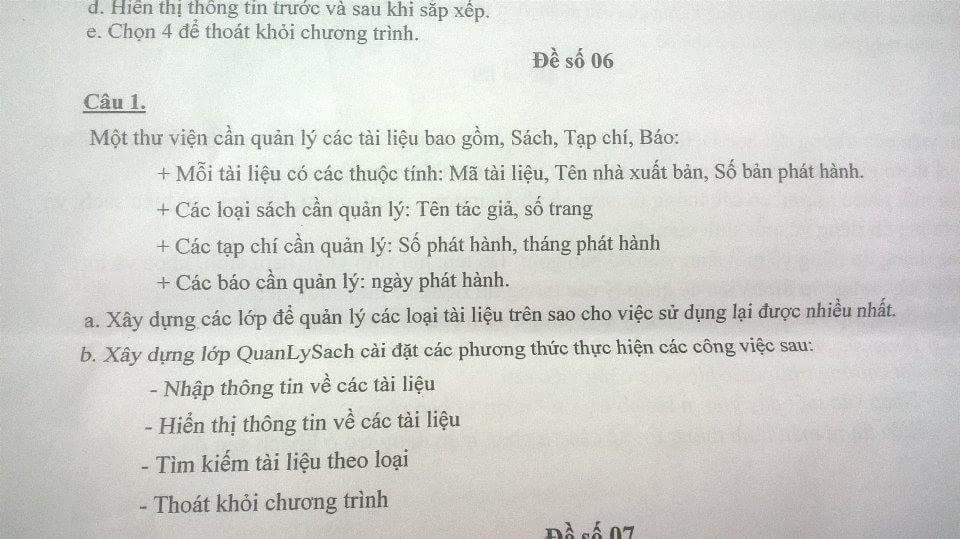 d. Hiển thị thông tin trước và sau khi sắp xếp.
e. Chọn 4 để thoát khỏi chương trình.
Đề số 06
Câu 1.
Một thư viện cần quản lý các tài liệu bao gồm, Sách, Tạp chí, Báo:
+ Mỗi tài liệu có các thuộc tính: Mã tài liệu, Tên nhà xuất bản, Số bản phát hành.
+ Các loại sách cần quản lý: Tên tác giả, số trang
+ Các tạp chí cần quản lý: Số phát hành, tháng phát hành
+ Các báo cần quản lý: ngày phát hành.
a. Xây dựng các lớp để quản lý các loại tài liệu trên sao cho việc sử dụng lại được nhiều nhất.
b. Xây dựng lớp QuanLySach cài đặt các phương thức thực hiện các công việc sau:
- Nhập thông tin về các tài liệu
- Hiển thị thông tin về các tài liệu
- Tìm kiếm tài liệu theo loại
- Thoát khỏi chương trình
Đề số 07